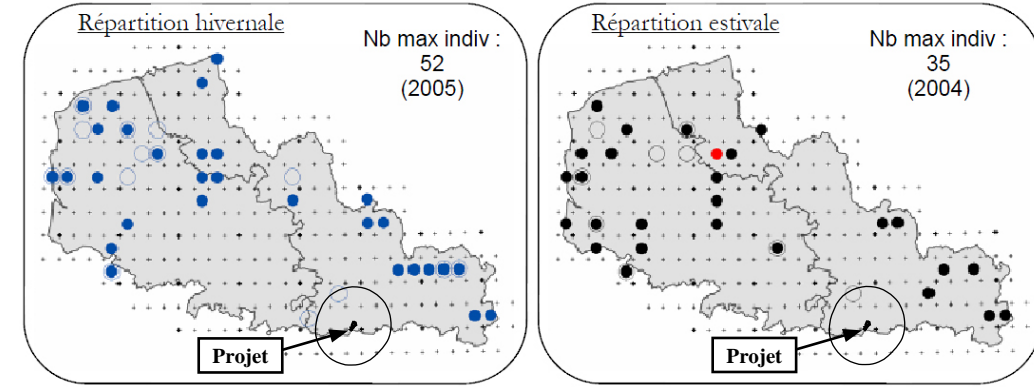 Répartition hivernale
Nb max indiv :
52
(2005)
Projet
Répartition estivale
Nb max indiv :
35
(2004)
Projet